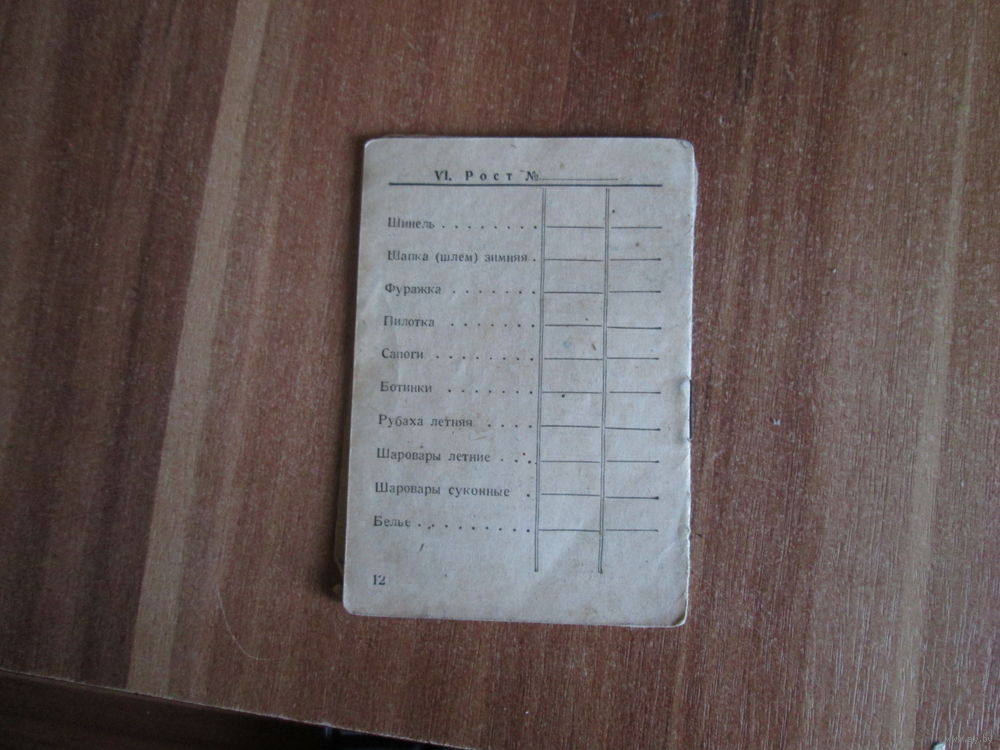 VI. Рост №
Шинель . . . . . . . .
Шапка (шлем) зимняя .
Фуражка . . . . . . .
Пилотка . . . . . . .
Сапоги . . . . . . . .
Ботинки . . . . . . .
Рубаха летняя . . . .
Шаровары летние . . .
Шаровары суконные .
Белье . . . . . . . . .
12